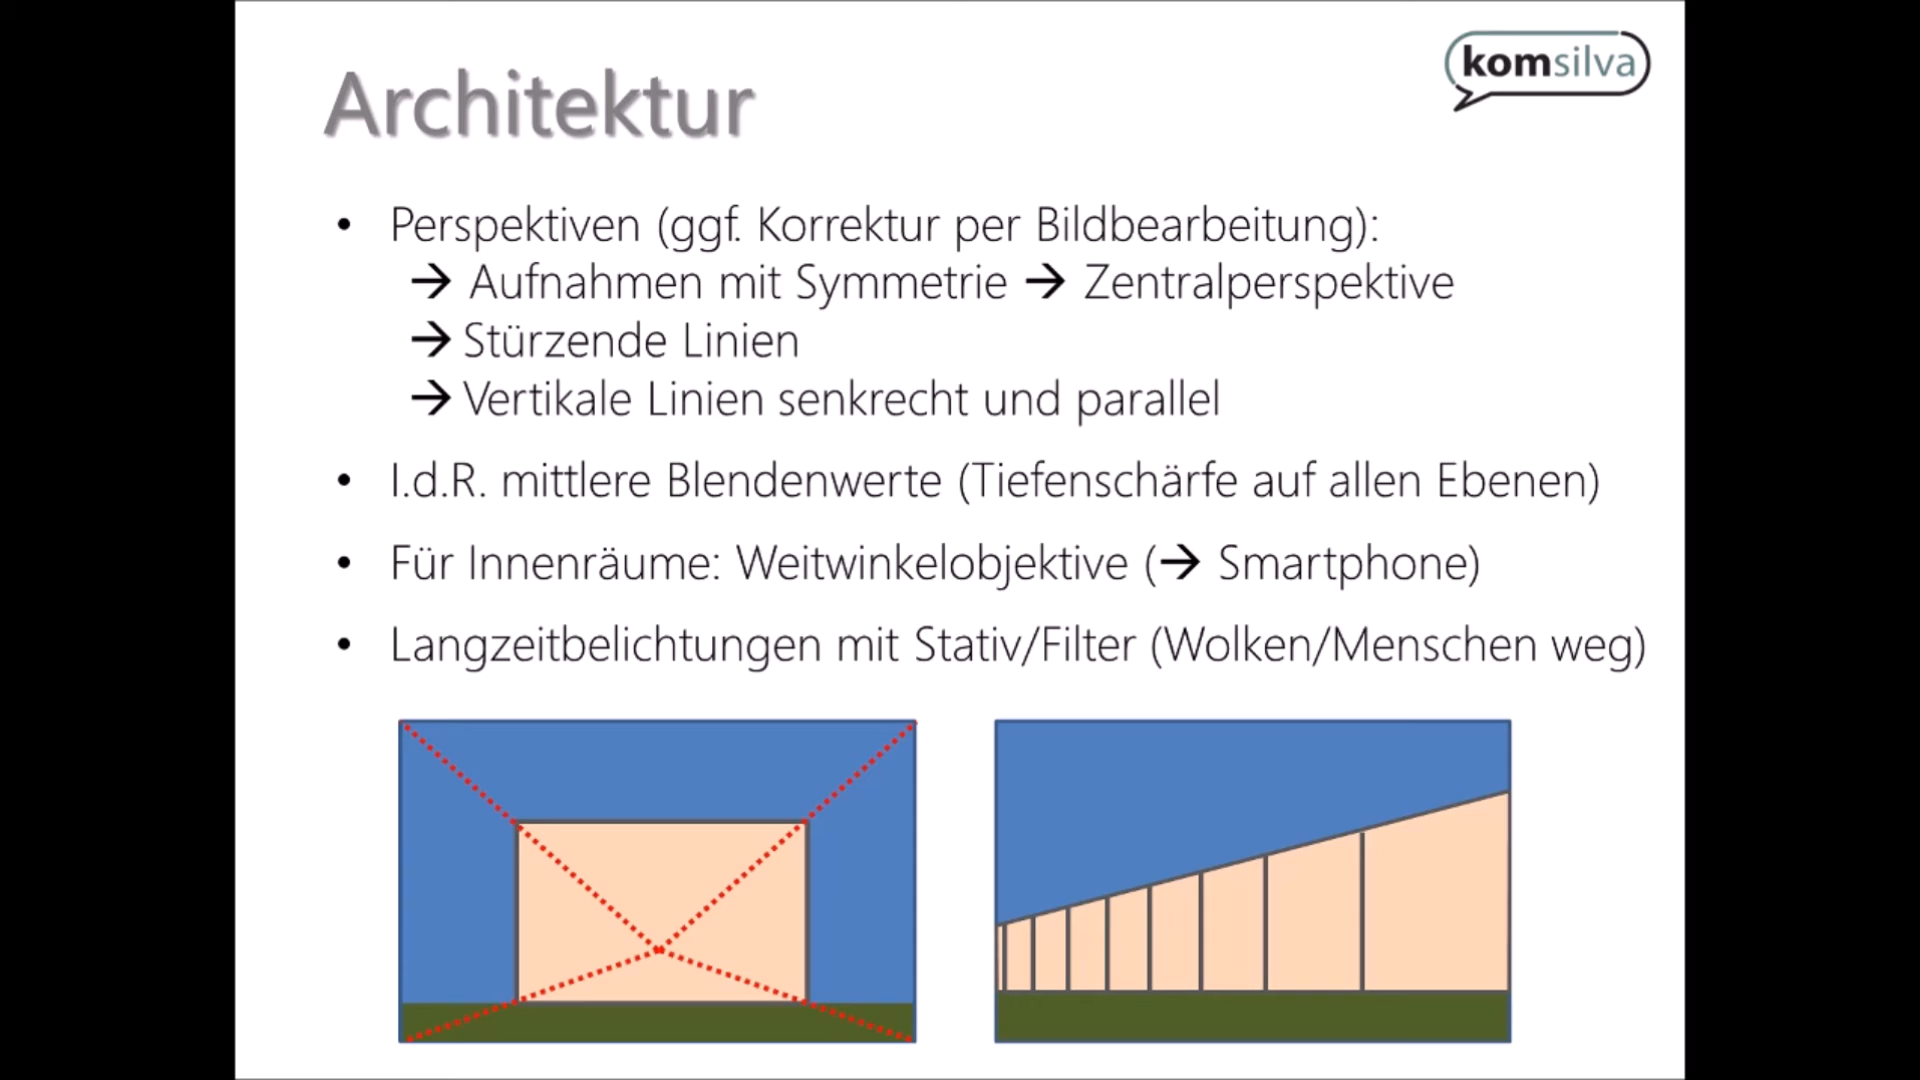 komsilva
Architektur
• Perspektiven (ggf. Korrektur per Bildbearbeitung):
→ Aufnahmen mit Symmetrie → Zentralperspektive
→ Stürzende Linien
→ Vertikale Linien senkrecht und parallel
• I.d.R. mittlere Blendenwerte (Tiefenschärfe auf allen Ebenen)
• Für Innenräume: Weitwinkelobjektive (→ Smartphone)
• Langzeitbelichtungen mit Stativ/Filter (Wolken/Menschen weg)